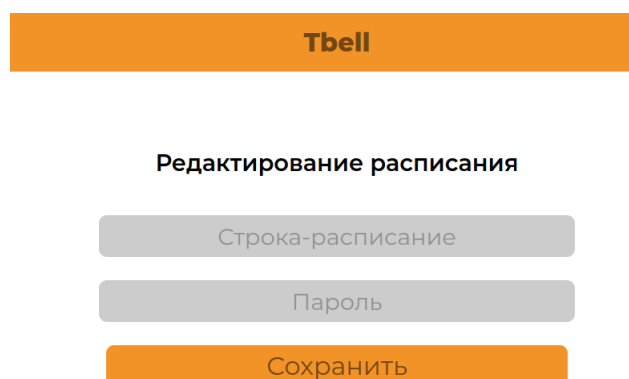 Tbell
Редактирование расписания
Строка-расписание
Пароль
Сохранить